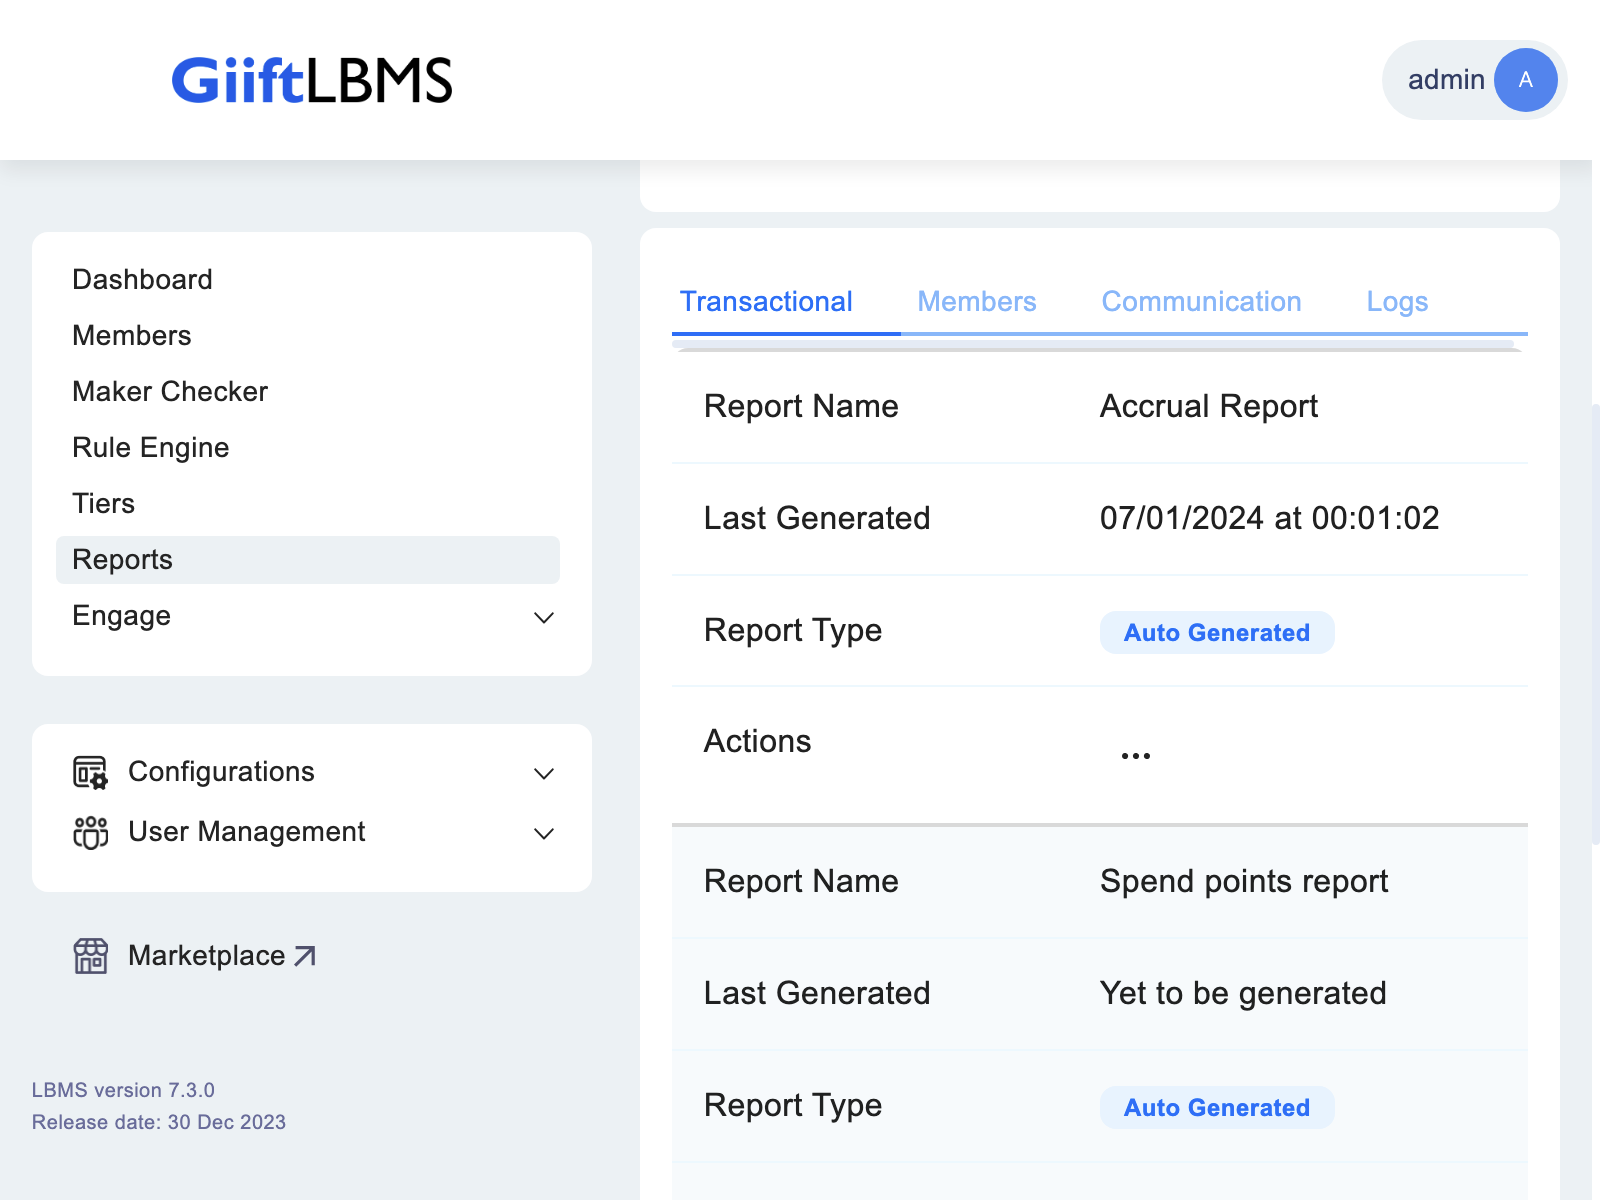 GiiftLBMS
admin A
Dashboard
Members
Maker Checker
Rule Engine
Tiers
Reports
Engage
Configurations
User Management
Marketplace
LBMS version 7.3.0
Release date: 30 Dec 2023
Transactional Members Communication Logs
Report Name Accrual Report
Last Generated 07/01/2024 at 00:01:02
Report Type Auto Generated
Actions ...
Report Name Spend points report
Last Generated Yet to be generated
Report Type Auto Generated